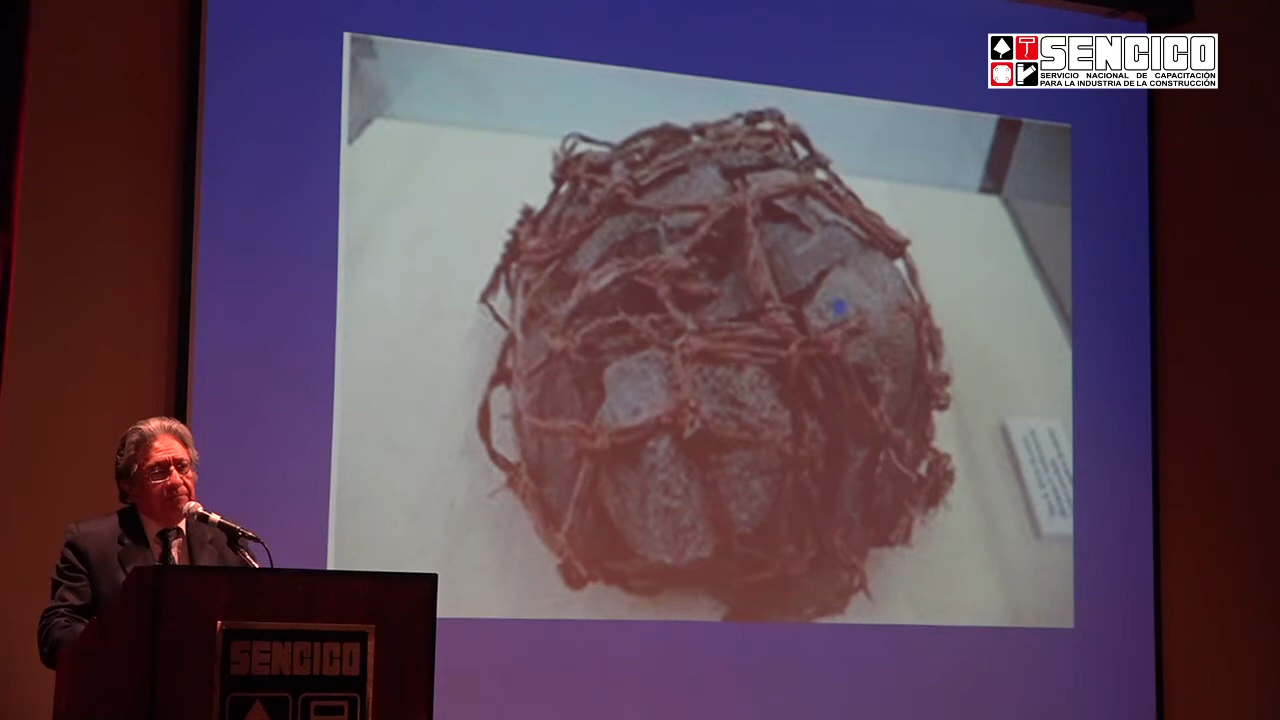 SENCICO
SERVICIO NACIONAL DE CAPACITACIÓN
PARA LA INDUSTRIA DE LA CONSTRUCCIÓN
SENCICO